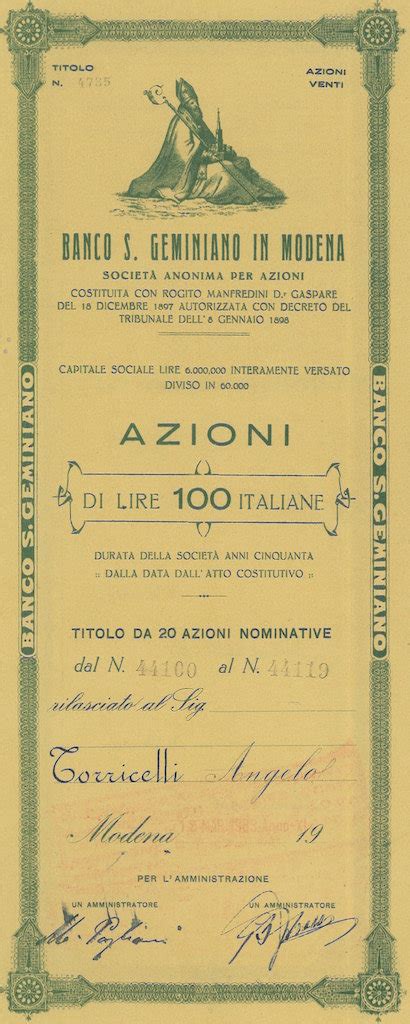 TITOLO
N. 4735
AZIONI
VENTI
BANCO S. GEMINIANO IN MODENA
SOCIETÀ ANONIMA PER AZIONI
COSTITUITA CON ROGITO MANFREDINI D.r GASPARE
DEL 18 DICEMBRE 1897 AUTORIZZATA CON DECRETO DEL
TRIBUNALE DELL'8 GENNAIO 1898
CAPITALE SOCIALE LIRE 6.000,000 INTERAMENTE VERSATO
DIVISO IN 60.000
AZIONI
DI LIRE 100 ITALIANE
DURATA DELLA SOCIETÀ ANNI CINQUANTA
:: DALLA DATA DALL'ATTO COSTITUTIVO ::
TITOLO DA 20 AZIONI NOMINATIVE
dal N. 44100 al N. 44119
rilasciato al Sig.
Torricelli Angelo
Modena 19
PER L'AMMINISTRAZIONE
UN AMMINISTRATORE
UN AMMINISTRATORE
BANCO S. GEMINIANO
BANCO S. GEMINIANO